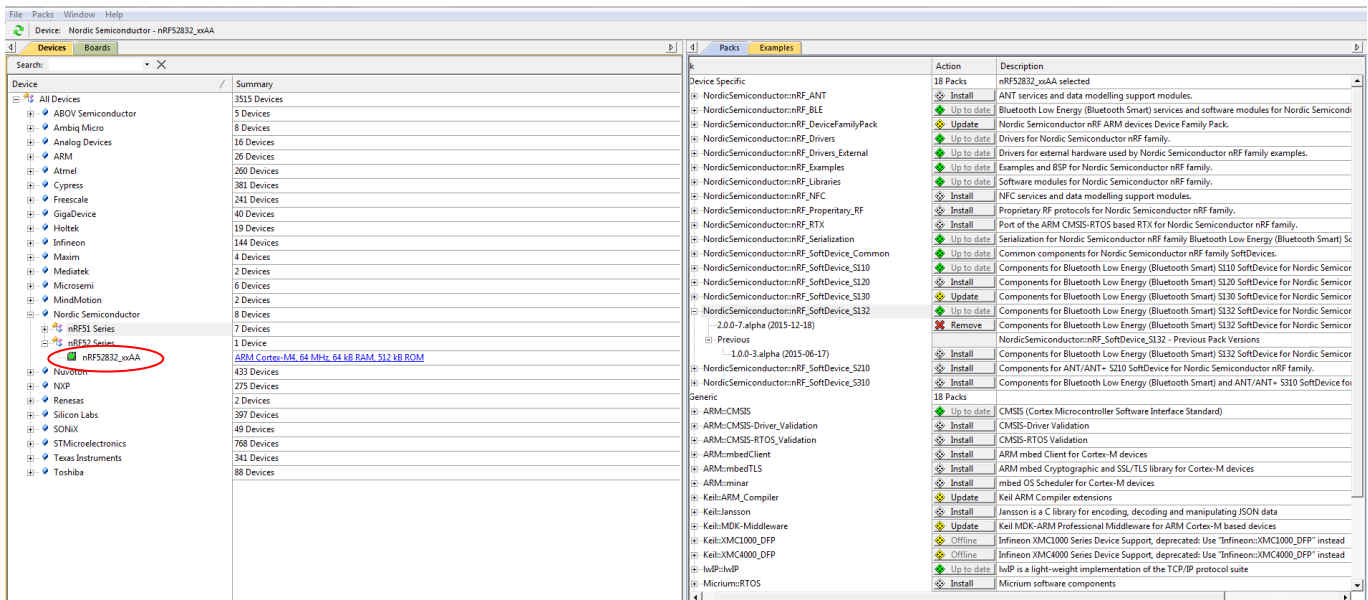 File Packs Window Help
Device: Nordic Semiconductor - nRF52832_xxAA
Devices Boards
Search:
Device Summary
All Devices 3515 Devices
ABOV Semiconductor 5 Devices
Ambiq Micro 8 Devices
Analog Devices 16 Devices
ARM 26 Devices
Atmel 260 Devices
Cypress 381 Devices
Freescale 241 Devices
GigaDevice 40 Devices
Holtek 19 Devices
Infineon 144 Devices
Maxim 4 Devices
Mediatek 2 Devices
Microsemi 6 Devices
MindMotion 2 Devices
Nordic Semiconductor 8 Devices
nRF51 Series 7 Devices
nRF52 Series 1 Device
nRF52832_xxAA ARM Cortex-M4, 64 MHz, 64 kB RAM, 512 kB ROM
Nuvoton 433 Devices
NXP 275 Devices
Renesas 2 Devices
Silicon Labs 397 Devices
SONiX 49 Devices
STMicroelectronics 768 Devices
Texas Instruments 341 Devices
Toshiba 88 Devices
Packs Examples
k Action Description
Device Specific 18 Packs nRF52832_xxAA selected
NordicSemiconductor::nRF_ANT Install ANT services and data modelling support modules.
NordicSemiconductor::nRF_BLE Up to date Bluetooth Low Energy (Bluetooth Smart) services and software modules for Nordic Semicond
NordicSemiconductor::nRF_DeviceFamilyPack Update Nordic Semiconductor nRF ARM devices Device Family Pack.
NordicSemiconductor::nRF_Drivers Up to date Drivers for Nordic Semiconductor nRF family.
NordicSemiconductor::nRF_Drivers_External Up to date Drivers for external hardware used by Nordic Semiconductor nRF family examples.
NordicSemiconductor::nRF_Examples Up to date Examples and BSP for Nordic Semiconductor nRF family.
NordicSemiconductor::nRF_Libraries Up to date Software modules for Nordic Semiconductor nRF family.
NordicSemiconductor::nRF_NFC Install NFC services and data modelling support modules.
NordicSemiconductor::nRF_Properitary_RF Install Proprietary RF protocols for Nordic Semiconductor nRF family.
NordicSemiconductor::nRF_RTX Install Port of the ARM CMSIS-RTOS based RTX for Nordic Semiconductor nRF family.
NordicSemiconductor::nRF_Serialization Up to date Serialization for Nordic Semiconductor nRF family Bluetooth Low Energy (Bluetooth Smart) So
NordicSemiconductor::nRF_SoftDevice_Common Up to date Common components for Nordic Semiconductor nRF family SoftDevices.
NordicSemiconductor::nRF_SoftDevice_S110 Up to date Components for Bluetooth Low Energy (Bluetooth Smart) S110 SoftDevice for Nordic Semicor
NordicSemiconductor::nRF_SoftDevice_S120 Install Components for Bluetooth Low Energy (Bluetooth Smart) S120 SoftDevice for Nordic Semicor
NordicSemiconductor::nRF_SoftDevice_S130 Update Components for Bluetooth Low Energy (Bluetooth Smart) S130 SoftDevice for Nordic Semicor
NordicSemiconductor::nRF_SoftDevice_S132 Up to date Components for Bluetooth Low Energy (Bluetooth Smart) S132 SoftDevice for Nordic Semicor
2.0.0-7.alpha (2015-12-18) Remove Components for Bluetooth Low Energy (Bluetooth Smart) S132 SoftDevice for Nordic Semicor
Previous NordicSemiconductor::nRF_SoftDevice_S132 - Previous Pack Versions
1.0.0-3.alpha (2015-06-17) Install Components for Bluetooth Low Energy (Bluetooth Smart) S132 SoftDevice for Nordic Semicor
NordicSemiconductor::nRF_SoftDevice_S210 Install Components for ANT/ANT+ S210 SoftDevice for Nordic Semiconductor nRF family.
NordicSemiconductor::nRF_SoftDevice_S310 Install Components for Bluetooth Low Energy (Bluetooth Smart) and ANT/ANT+ S310 SoftDevice for
Generic 18 Packs
ARM::CMSIS Up to date CMSIS (Cortex Microcontroller Software Interface Standard)
ARM::CMSIS-Driver_Validation Install CMSIS-Driver Validation
ARM::CMSIS-RTOS_Validation Install CMSIS-RTOS Validation
ARM::mbedClient Install ARM mbed Client for Cortex-M devices
ARM::mbedTLS Install ARM mbed Cryptographic and SSL/TLS library for Cortex-M devices
ARM::minar Install mbed OS Scheduler for Cortex-M devices
Keil::ARM_Compiler Update Keil ARM Compiler extensions
Keil::Jansson Install Jansson is a C library for encoding, decoding and manipulating JSON data
Keil::MDK-Middleware Update Keil MDK-ARM Professional Middleware for ARM Cortex-M based devices
Keil::XMC1000_DFP Offline Infineon XMC1000 Series Device Support, deprecated: Use "Infineon::XMC1000_DFP" instead
Keil::XMC4000_DFP Offline Infineon XMC4000 Series Device Support, deprecated: Use "Infineon::XMC4000_DFP" instead
lwIP::lwIP Up to date lwIP is a light-weight implementation of the TCP/IP protocol suite
Micrium::RTOS Install Micrium software components